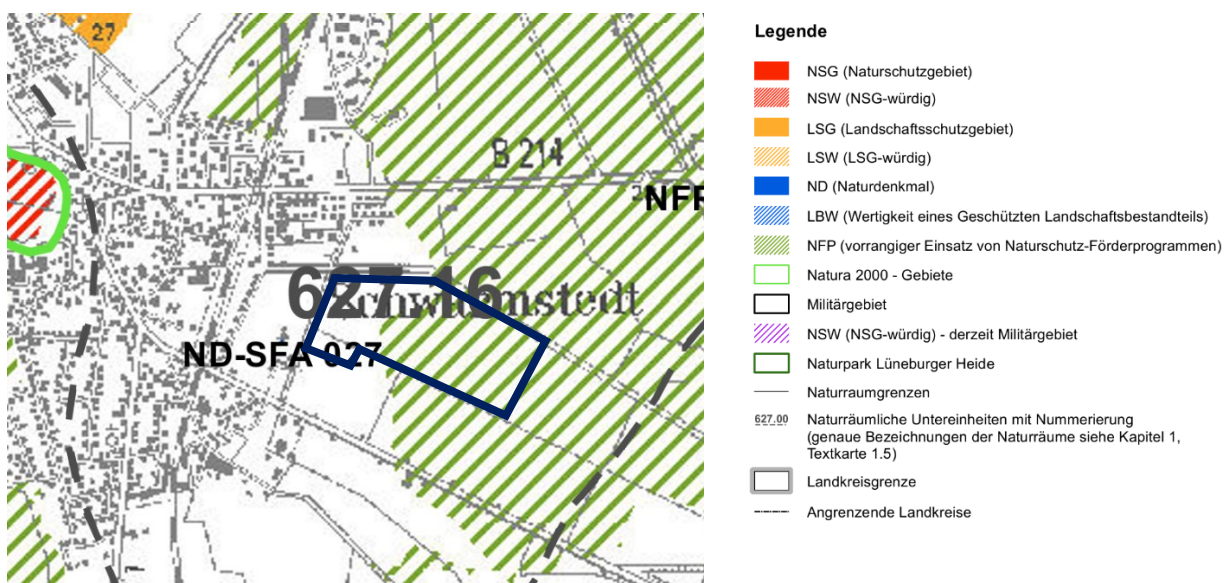 27
B 214
2
NFP
627.16
Schwarmstedt
ND-SFA 027
Legende
NSG (Naturschutzgebiet)
NSW (NSG-würdig)
LSG (Landschaftsschutzgebiet)
LSW (LSG-würdig)
ND (Naturdenkmal)
LBW (Wertigkeit eines Geschützten Landschaftsbestandteils)
NFP (vorrangiger Einsatz von Naturschutz-Förderprogrammen)
Natura 2000 - Gebiete
Militärgebiet
NSW (NSG-würdig) - derzeit Militärgebiet
Naturpark Lüneburger Heide
Naturraumgrenzen
627.00 Naturräumliche Untereinheiten mit Nummerierung
(genaue Bezeichnungen der Naturräume siehe Kapitel 1,
Textkarte 1.5)
Landkreisgrenze
Angrenzende Landkreise